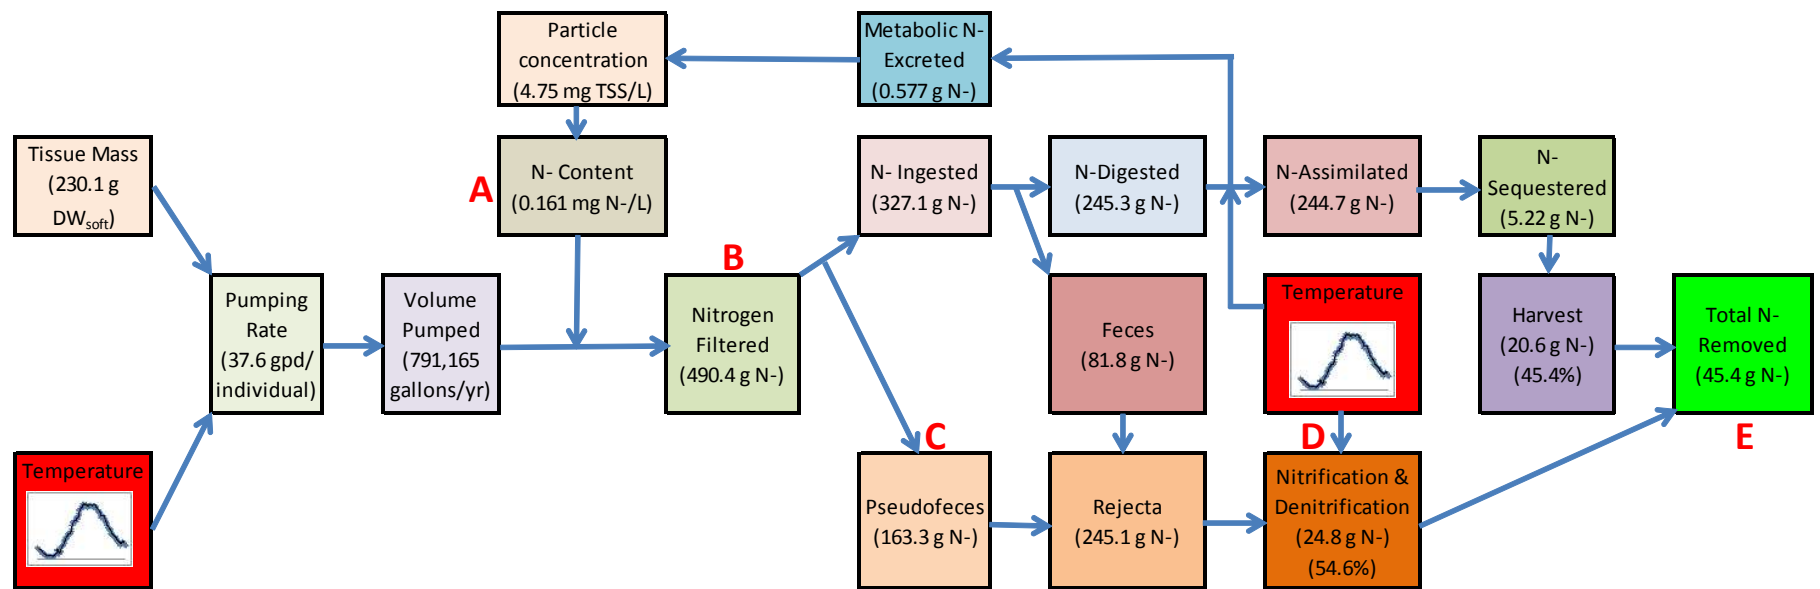 Particle
concentration
(4.75 mg TSS/L)
Metabolic N-
Excreted
(0.577 g N-)
Tissue Mass
(230.1 g
DWsoft)
A
N- Content
(0.161 mg N-/L)
N- Ingested
(327.1 g N-)
N-Digested
(245.3 g N-)
N-Assimilated
(244.7 g N-)
N-
Sequestered
(5.22 g N-)
B
Pumping
Rate
(37.6 gpd/
individual)
Volume
Pumped
(791,165
gallons/yr)
Nitrogen
Filtered
(490.4 g N-)
Feces
(81.8 g N-)
Temperature
Harvest
(20.6 g N-)
(45.4%)
Total N-
Removed
(45.4 g N-)
C
D
E
Temperature
Pseudofeces
(163.3 g N-)
Rejecta
(245.1 g N-)
Nitrification &
Denitrification
(24.8 g N-)
(54.6%)